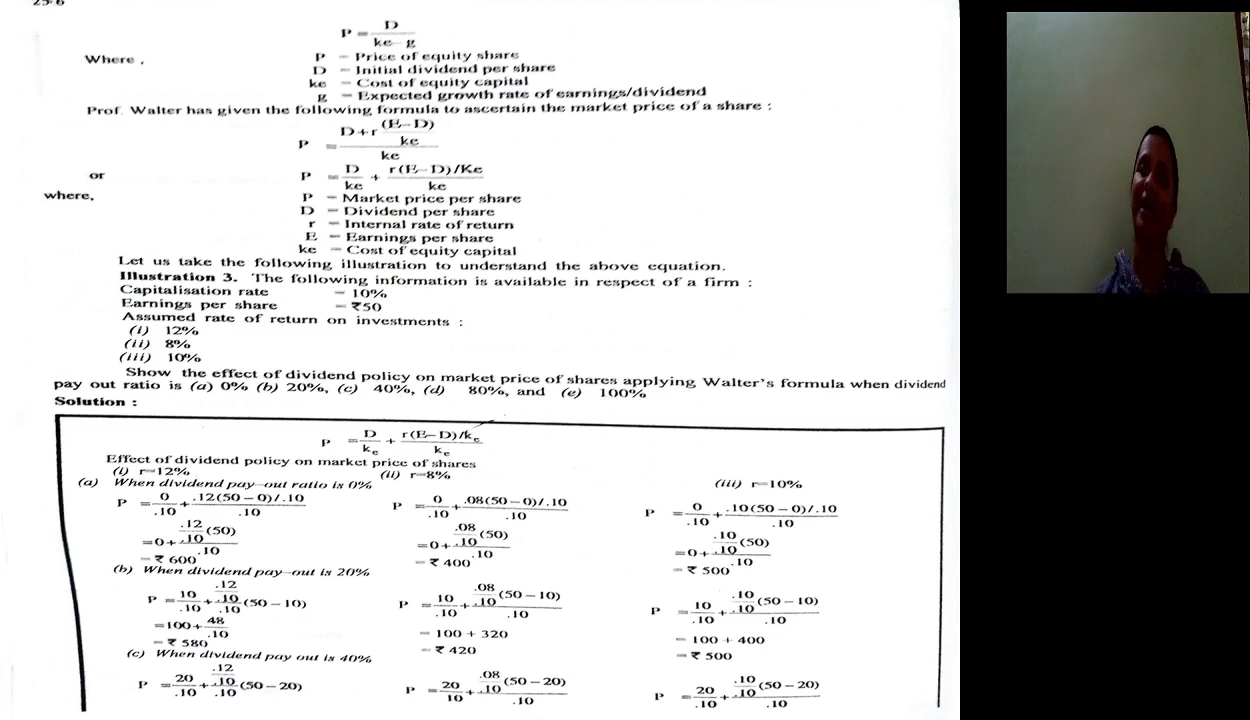 25·6
P = D / ke – g
Where , P = Price of equity share
D = Initial dividend per share
ke = Cost of equity capital
g = Expected growth rate of earnings/dividend
Prof. Walter has given the following formula to ascertain the market price of a share :
P = D+r (E–D)/ke / ke
or P = D/ke + r(E–D)/Ke / ke
where, P = Market price per share
D = Dividend per share
r = Internal rate of return
E = Earnings per share
ke = Cost of equity capital
Let us take the following illustration to understand the above equation.
Illustration 3. The following information is available in respect of a firm :
Capitalisation rate = 10%
Earnings per share = ₹50
Assumed rate of return on investments :
(i) 12%
(ii) 8%
(iii) 10%
Show the effect of dividend policy on market price of shares applying Walter's formula when dividend
pay out ratio is (a) 0% (b) 20%, (c) 40%, (d) 80%, and (e) 100%
Solution :
P = D/ke + r(E–D)/ke / ke
Effect of dividend policy on market price of shares
(i) r=12% (ii) r=8% (iii) r=10%
(a) When dividend pay–out ratio is 0%
P = 0/.10 + .12(50 – 0)/.10 / .10 P = 0/.10 + .08(50 – 0)/.10 / .10 P = 0/.10 + .10(50 – 0)/.10 / .10
=0+ .12/.10 (50) / .10 =0+ .08/.10 (50) / .10 =0+ .10/.10 (50) / .10
= ₹ 600 = ₹ 400 = ₹ 500
(b) When dividend pay–out is 20%
P = 10/.10 + .12/.10 / .10 (50 – 10) P = 10/.10 + .08/.10 (50 – 10) / .10 P = 10/.10 + .10/.10 (50 – 10) / .10
=100+ 48/.10 = 100 + 320 = 100 + 400
= ₹ 580 = ₹ 420 = ₹ 500
(c) When dividend pay out is 40%
P = 20/.10 + .12/.10 / .10 (50 – 20) P = 20/10 + .08/.10 (50 – 20) / .10 P = 20/.10 + .10/.10 (50 – 20) / .10